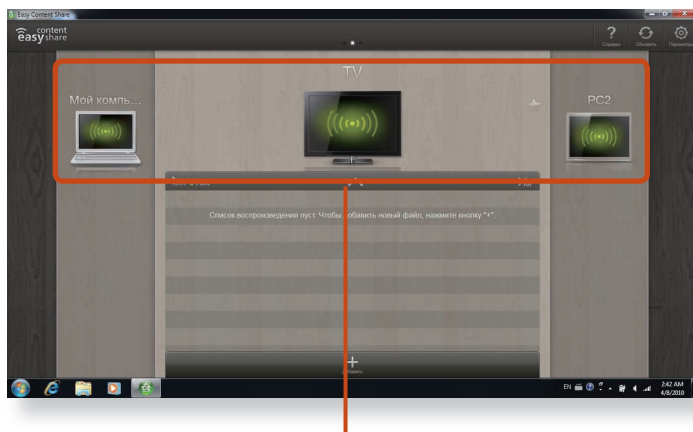 Easy Content Share
content
easy share
Справка
Обновить
Параметры
TV
Мой компь...
PC2
Список воспроизведения пуст. Чтобы добавить новый файл, нажмите кнопку "+".
Добавить
EN
2:42 AM
4/8/2010